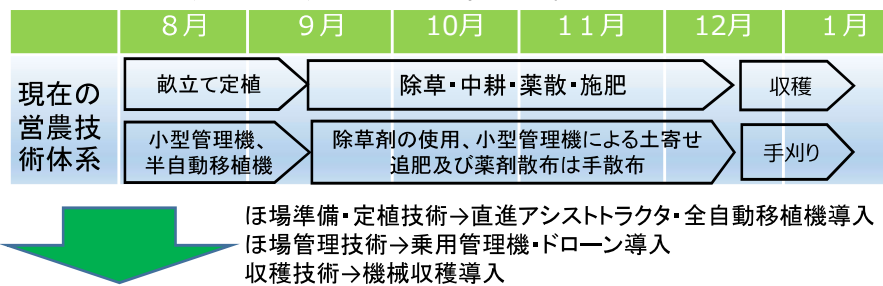 8月 9月 10月 11月 12月 1月
現在の
営農技
術体系
畝立て定植
除草・中耕・薬散・施肥
収穫
小型管理機、
半自動移植機
除草剤の使用、小型管理機による土寄せ
追肥及び薬剤散布は手散布
手刈り
ほ場準備・定植技術→直進アシストトラクタ・全自動移植機導入
ほ場管理技術→乗用管理機・ドローン導入
収穫技術→機械収穫導入